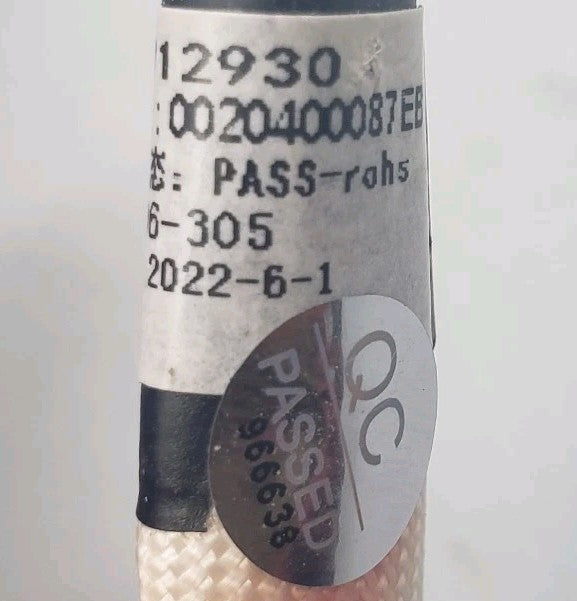 12930
:0020400087EB
态: PASS-rohs
6-305
2022-6-1
QC
PASSED
966638